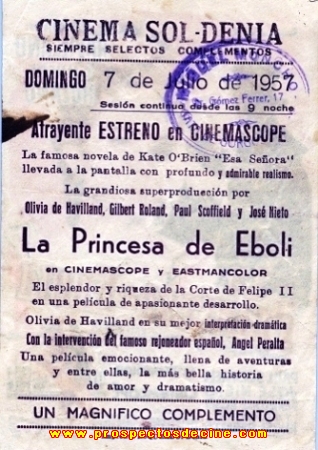 CINEMA SOL-DENIA
SIEMPRE SELECTOS COMPLEMENTOS
DOMINGO 7 de Julio de 1957
Gómez Ferrer, 17
Sesión continua desde las 9 noche
Atrayente ESTRENO en CINEMASCOPE
La famosa novela de Kate O'Brien "Esa Señora"
llevada a la pantalla con profundo y admirable realismo.
La grandiosa superproducción por
Olivia de Havilland, Gilbert Roland, Paul Scoffield y José Nieto
La Princesa de Eboli
en CINEMASCOPE y EASTMANCOLOR
El esplendor y riqueza de la Corte de Felipe II
en una película de apasionante desarrollo.
Olivia de Havilland en su mejor interpretación dramática
Con la intervención del famoso rejoneador español, Angel Peralta
Una película emocionante, llena de aventuras
y entre ellas, la más bella historia
de amor y dramatismo.
UN MAGNIFICO COMPLEMENTO
www.prospectosdecine.com